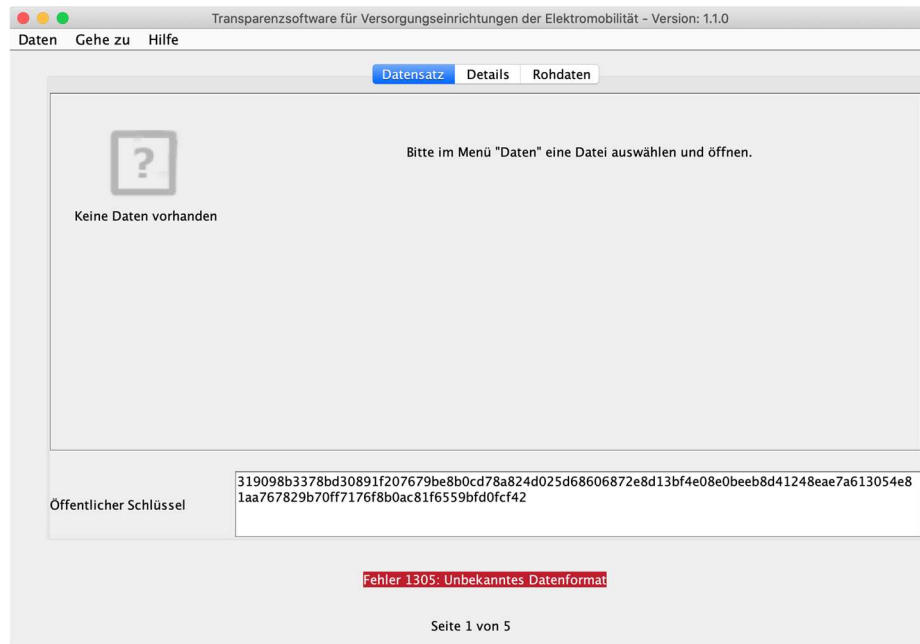 Transparenzsoftware für Versorgungseinrichtungen der Elektromobilität - Version: 1.1.0
Daten Gehe zu Hilfe
Datensatz Details Rohdaten
?
Bitte im Menü "Daten" eine Datei auswählen und öffnen.
Keine Daten vorhanden
Öffentlicher Schlüssel
319098b3378bd30891f207679be8b0cd78a824d025d68606872e8d13bf4e08e0beeb8d41248eae7a613054e8
1aa767829b70ff7176f8b0ac81f6559bfd0fcf42
Fehler 1305: Unbekanntes Datenformat
Seite 1 von 5